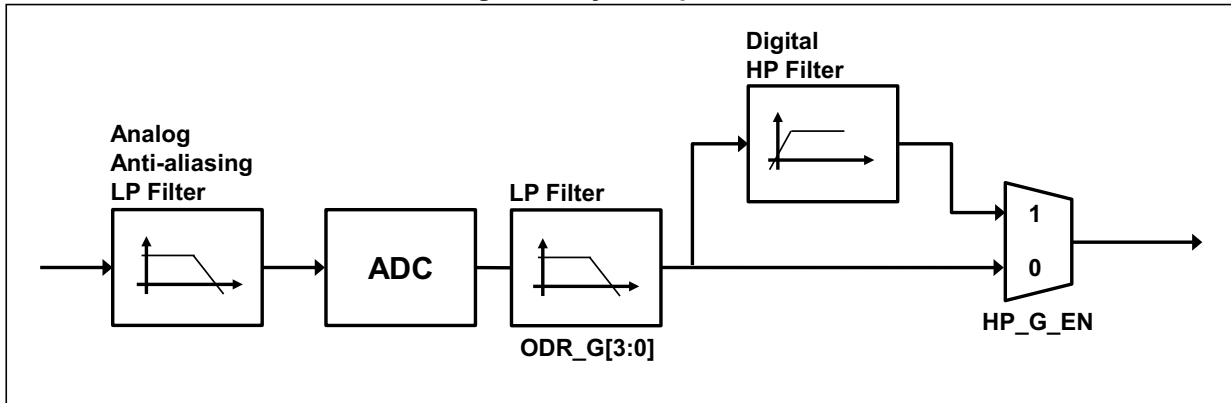 Digital
HP Filter
Analog
Anti-aliasing
LP Filter
LP Filter
ADC
1
0
HP_G_EN
ODR_G[3:0]